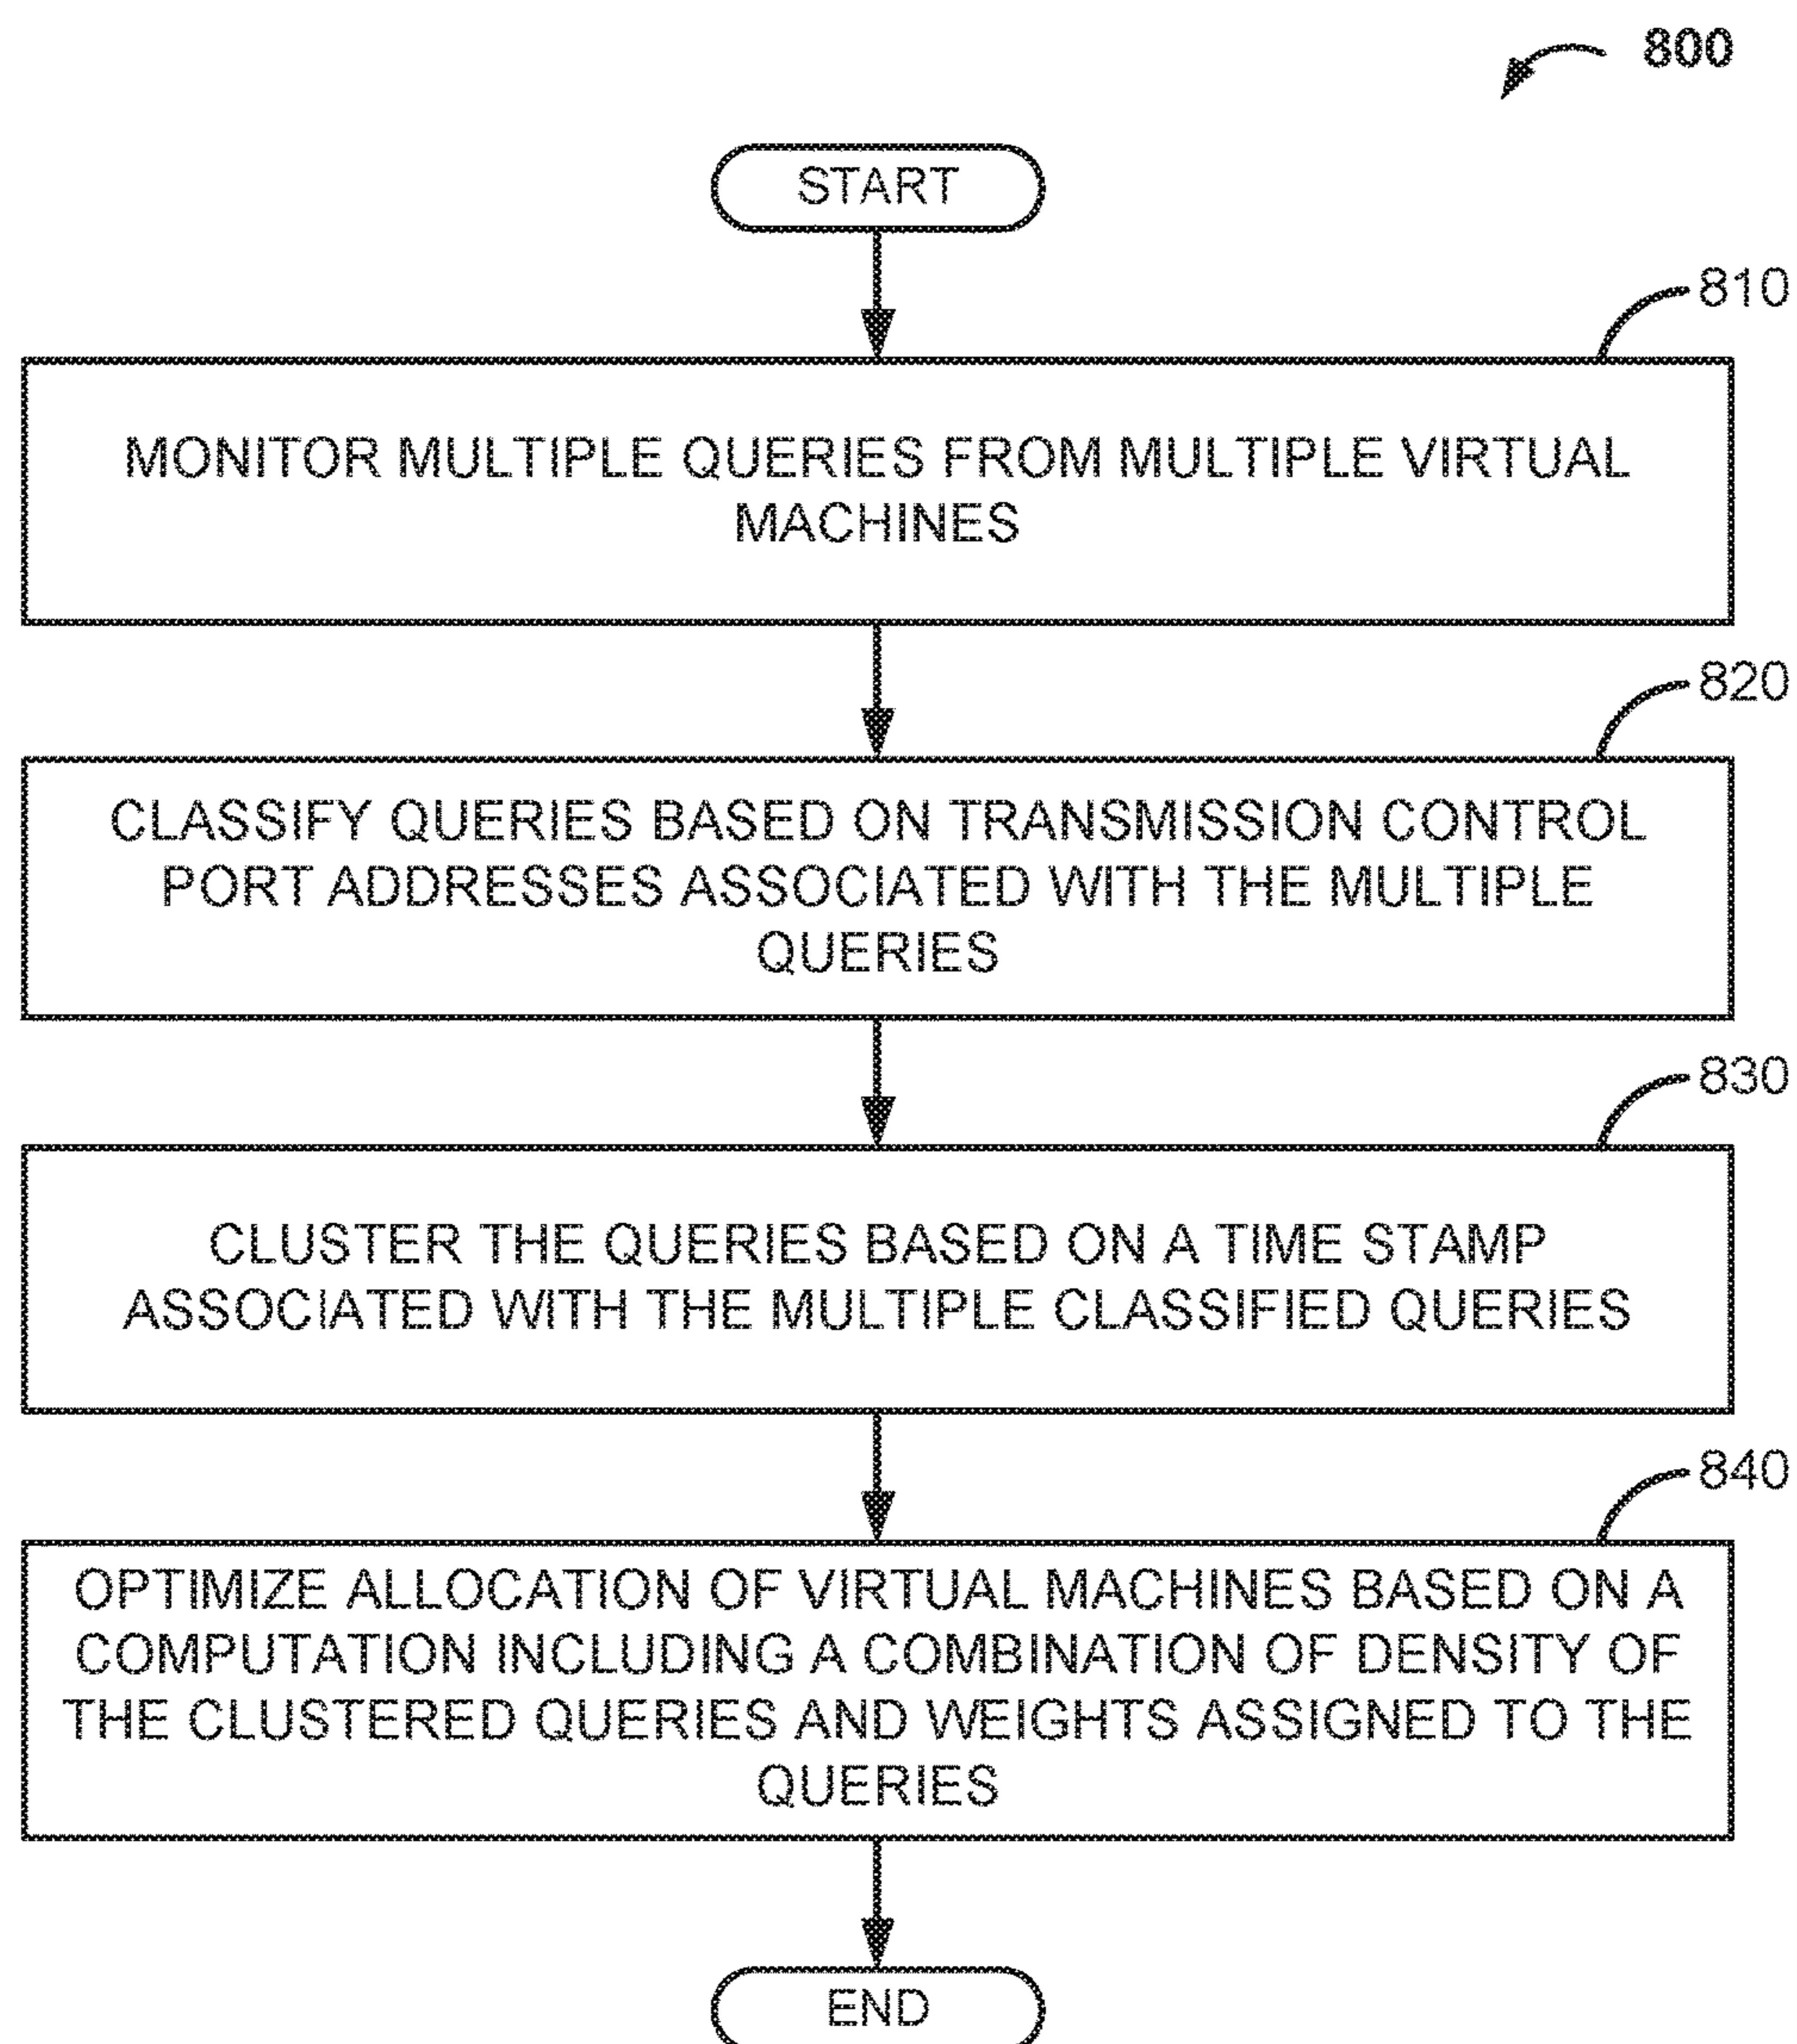 800
START
810
MONITOR MULTIPLE QUERIES FROM MULTIPLE VIRTUAL
MACHINES
820
CLASSIFY QUERIES BASED ON TRANSMISSION CONTROL
PORT ADDRESSES ASSOCIATED WITH THE MULTIPLE
QUERIES
830
CLUSTER THE QUERIES BASED ON A TIME STAMP
ASSOCIATED WITH THE MULTIPLE CLASSIFIED QUERIES
840
OPTIMIZE ALLOCATION OF VIRTUAL MACHINES BASED ON A
COMPUTATION INCLUDING A COMBINATION OF DENSITY OF
THE CLUSTERED QUERIES AND WEIGHTS ASSIGNED TO THE
QUERIES
END